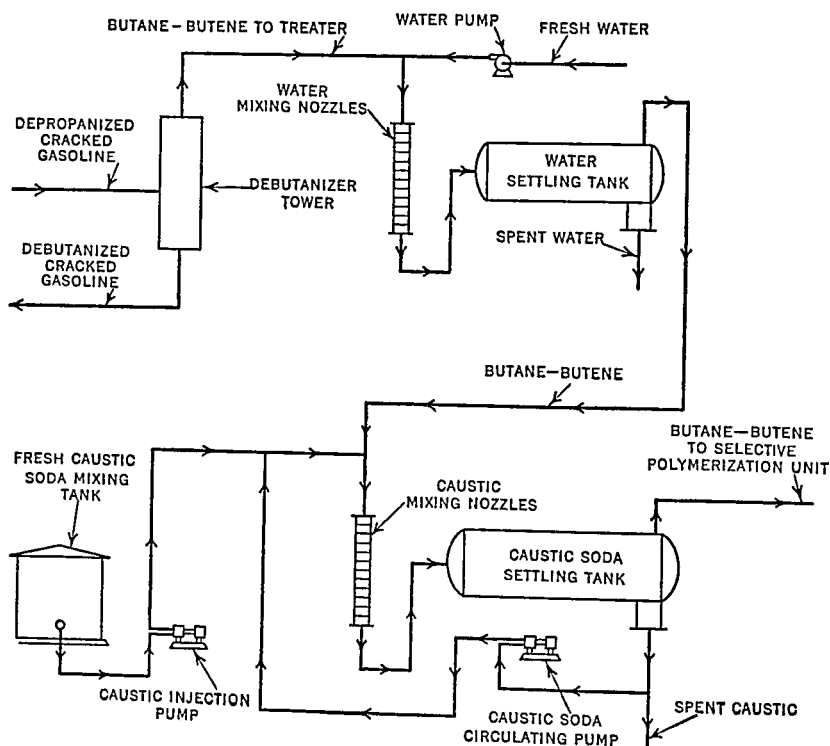 BUTANE-BUTENE TO TREATER
WATER PUMP
FRESH WATER
WATER
MIXING NOZZLES
DEPROPANIZED
CRACKED
GASOLINE
WATER
SETTLING TANK
DEBUTANIZER
TOWER
SPENT WATER
DEBUTANIZED
CRACKED
GASOLINE
BUTANE-BUTENE
BUTANE-BUTENE
TO SELECTIVE
POLYMERIZATION UNIT
FRESH CAUSTIC
SODA MIXING
TANK
CAUSTIC
MIXING NOZZLES
CAUSTIC SODA
SETTLING TANK
CAUSTIC INJECTION
PUMP
CAUSTIC SODA
CIRCULATING PUMP
SPENT CAUSTIC